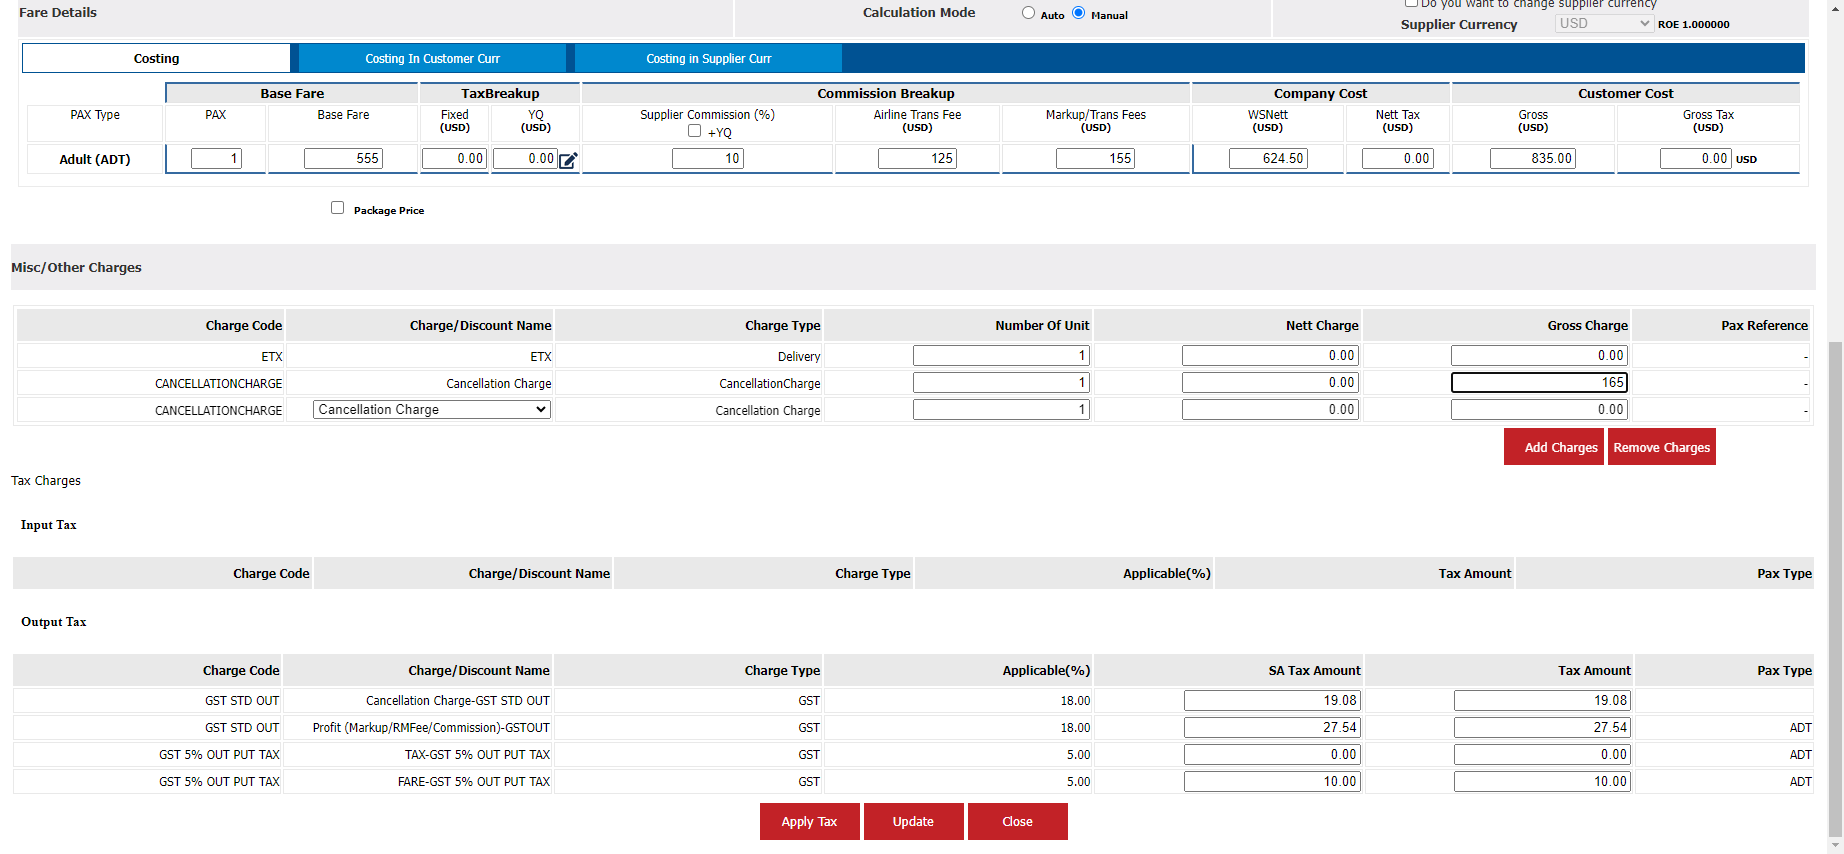 Fare Details Calculation Mode Auto Manual Do you want to change supplier currency
Supplier Currency USD ROE 1.000000
Costing Costing In Customer Curr Costing in Supplier Curr
Base Fare TaxBreakup Commission Breakup Company Cost Customer Cost
PAX Type PAX Base Fare Fixed (USD) YQ (USD) Supplier Commission (%) +YQ Airline Trans Fee (USD) Markup/Trans Fees (USD) WSNett (USD) Nett Tax (USD) Gross (USD) Gross Tax (USD)
Adult (ADT) 1 555 0.00 0.00 10 125 155 624.50 0.00 835.00 0.00 USD
Package Price
Misc/Other Charges
Charge Code Charge/Discount Name Charge Type Number Of Unit Nett Charge Gross Charge Pax Reference
ETX ETX Delivery 1 0.00 0.00 -
CANCELLATIONCHARGE Cancellation Charge CancellationCharge 1 0.00 165 -
CANCELLATIONCHARGE Cancellation Charge Cancellation Charge 1 0.00 0.00 -
Add Charges Remove Charges
Tax Charges
Input Tax
Charge Code Charge/Discount Name Charge Type Applicable(%) Tax Amount Pax Type
Output Tax
Charge Code Charge/Discount Name Charge Type Applicable(%) SA Tax Amount Tax Amount Pax Type
GST STD OUT Cancellation Charge-GST STD OUT GST 18.00 19.08 19.08
GST STD OUT Profit (Markup/RMFee/Commission)-GSTOUT GST 18.00 27.54 27.54 ADT
GST 5% OUT PUT TAX TAX-GST 5% OUT PUT TAX GST 5.00 0.00 0.00 ADT
GST 5% OUT PUT TAX FARE-GST 5% OUT PUT TAX GST 5.00 10.00 10.00 ADT
Apply Tax Update Close